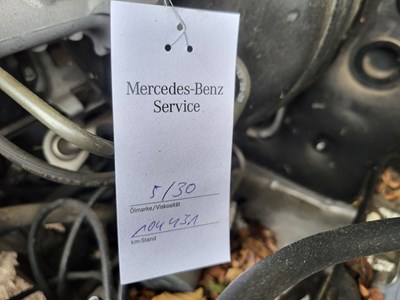 Mercedes-Benz
Service
5/30
Ölmarke/Viskosität
104431
km-Stand